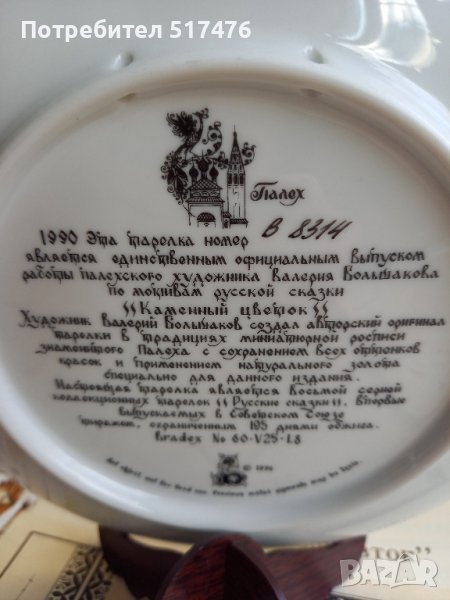 Потребител 517476
Палех
1990 Эта тарелка номер В 8314
является единственным официальным выпуском
работы палехского художника Валерия Большакова
по мотивам русской сказки
"Каменный цветок"
Художник Валерий Большаков создал авторский оригинал
тарелки в традициях миниатюрной росписи
знаменитого Палеха с сохранением всех оттенков
красок и применением натурального золота
специально для данного издания.
Настоящая тарелка является восьмой серией
коллекционных тарелок "Русские сказки", впервые
выпускаемых в Советском Союзе
тиражом, ограниченным 195 днями обжига.
Bradex No 60-V25-1.8
© 1990
bazar